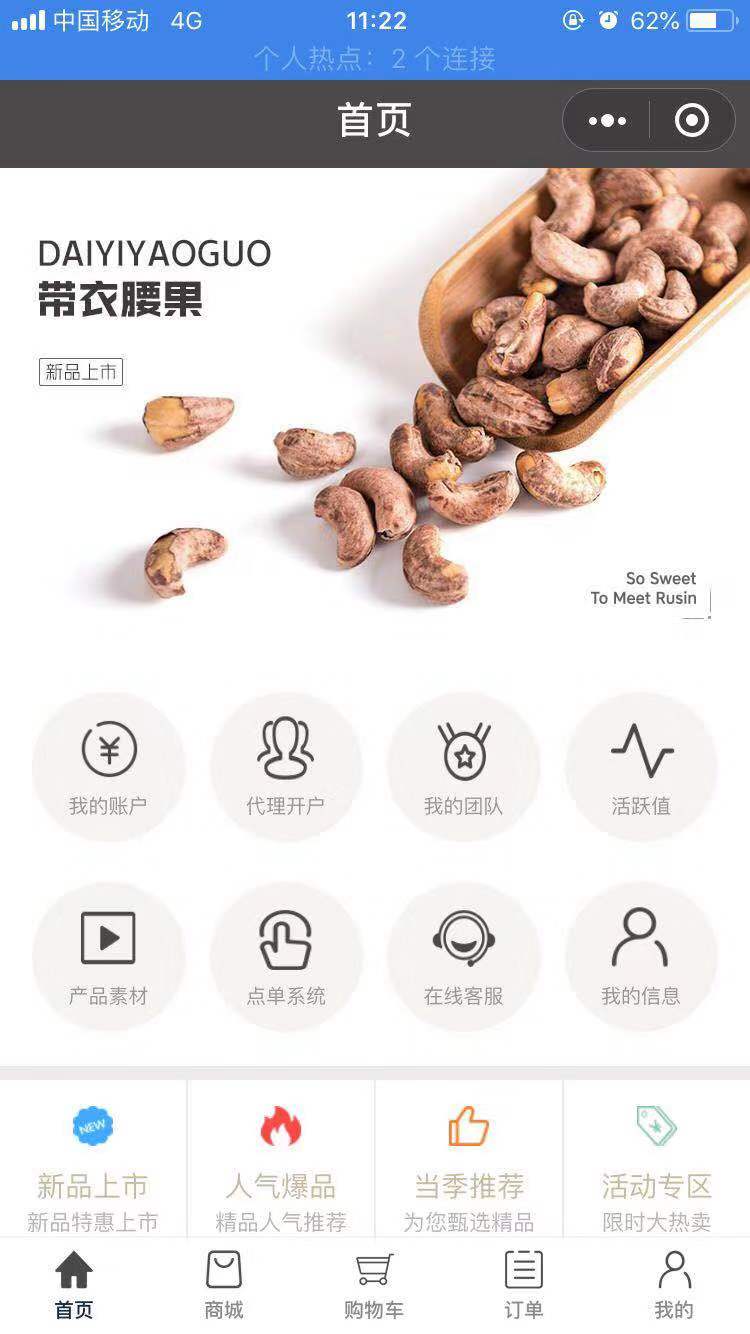 中国移动 4G 11:22 62%
个人热点：2 个连接
首页
DAIYIYAOGUO
带衣腰果
新品上市
So Sweet
To Meet Rusin
我的账户 代理开户 我的团队 活跃值
产品素材 点单系统 在线客服 我的信息
NEW
新品上市 人气爆品 当季推荐 活动专区
新品特惠上市 精品人气推荐 为您甄选精品 限时大热卖
首页 商城 购物车 订单 我的